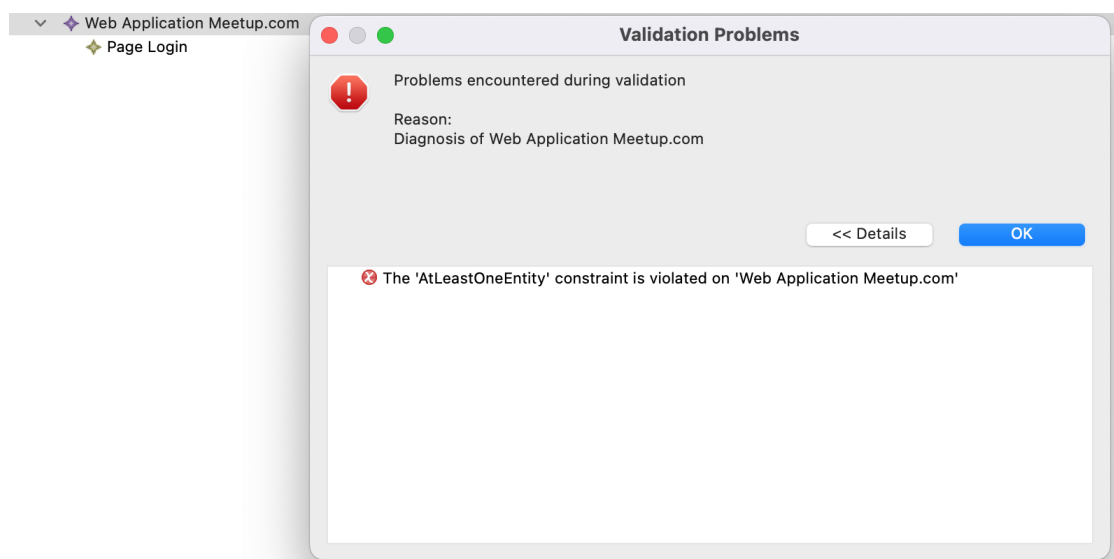 Web Application Meetup.com
Page Login
Validation Problems
Problems encountered during validation
Reason:
Diagnosis of Web Application Meetup.com
<< Details
OK
The 'AtLeastOneEntity' constraint is violated on 'Web Application Meetup.com'